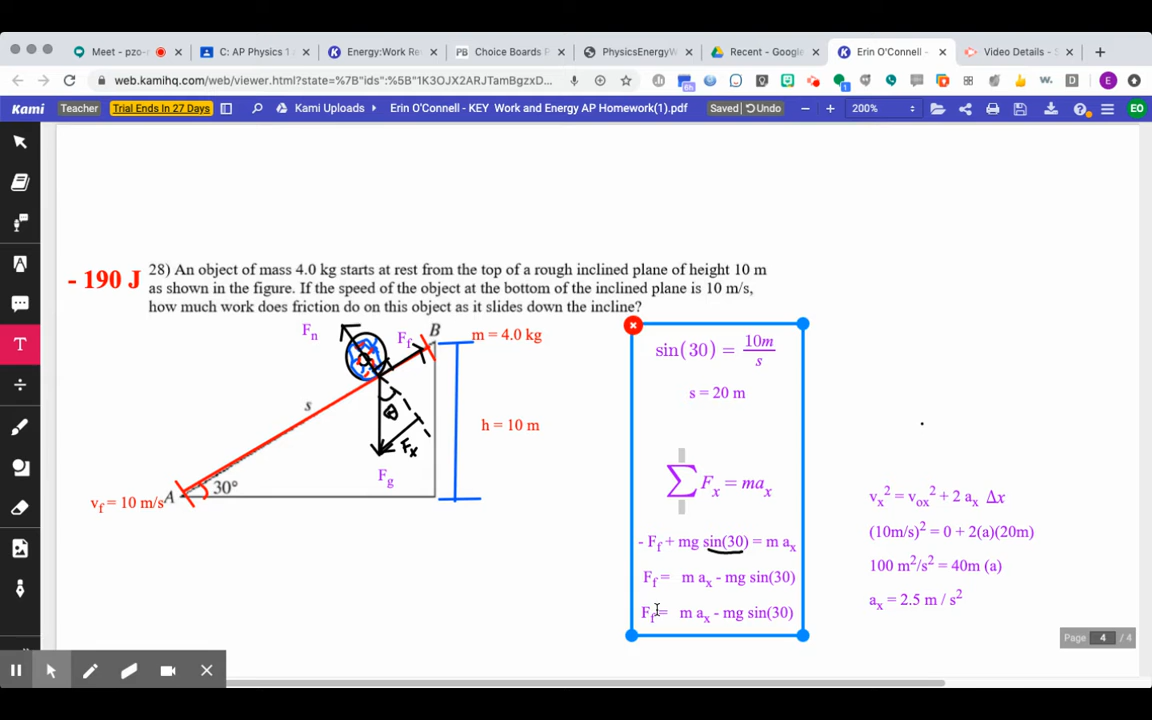 Meet - pzo-
C: AP Physics 1
Energy:Work Re
Choice Boards P
PhysicsEnergyW
Recent - Google
Erin O'Connell -
Video Details - S
web.kamihq.com/web/viewer.html?state=%7B"ids"%3A%5B"1K3OJX2ARJTamBgzxD...
Kami Teacher Trial Ends In 27 Days Kami Uploads Erin O'Connell - KEY Work and Energy AP Homework(1).pdf Saved Undo 200% EO
- 190 J
28) An object of mass 4.0 kg starts at rest from the top of a rough inclined plane of height 10 m
as shown in the figure. If the speed of the object at the bottom of the inclined plane is 10 m/s,
how much work does friction do on this object as it slides down the incline?
Fn
Ff
B
m = 4.0 kg
s
θ
Fx
h = 10 m
Fg
30°
A
vf = 10 m/s
sin(30) = 10m/s
s = 20 m
∑Fx = max
- Ff + mg sin(30) = m ax
Ff = m ax - mg sin(30)
Ff = m ax - mg sin(30)
vx² = vox² + 2 ax Δx
(10m/s)² = 0 + 2(a)(20m)
100 m²/s² = 40m (a)
ax = 2.5 m / s²
Page 4 / 4